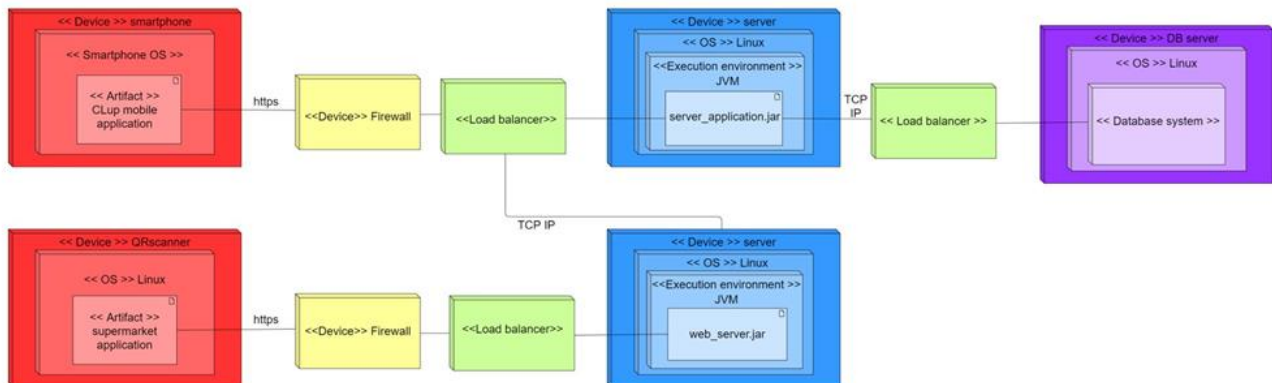 << Device >> smartphone
<< Smartphone OS >>
<< Artifact >>
CLup mobile
application
https
<<Device>> Firewall
<<Load balancer>>
<< Device >> server
<< OS >> Linux
<<Execution environment >>
JVM
server_application.jar
TCP
IP
<< Load balancer>
<< Device >> DB server
<< OS >> Linux
<< Database system >>
TCP IP
<< Device >> QRscanner
<< OS >> Linux
<< Artifact >>
supermarket
application
https
<<Device>> Firewall
<<Load balancer>>
<< Device >> server
<< OS >> Linux
<<Execution environment >>
JVM
web_server.jar